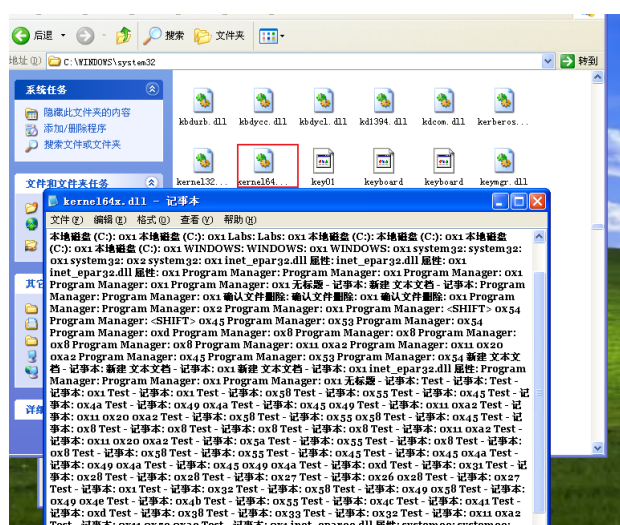 后退
搜索
文件夹
地址(D)
C:\WINDOWS\system32
转到
系统任务
隐藏此文件夹的内容
添加/删除程序
搜索文件或文件夹
文件和文件夹任务
kbduzb.dll kbdycc.dll kbdycl.dll kd1394.dll kdcom.dll kerberos...
kernel32... kernel64... key01 keyboard keyboard keymgr.dll
kernel64x.dll - 记事本
文件(F) 编辑(E) 格式(O) 查看(V) 帮助(H)
本地磁盘 (C:): 0x1 本地磁盘 (C:): 0x1 Labs: Labs: 0x1 本地磁盘 (C:): 本地磁盘 (C:): 0x1 本地磁盘
(C:): 0x1 本地磁盘 (C:): 0x1 WINDOWS: WINDOWS: 0x1 WINDOWS: 0x1 system32: system32:
0x1 system32: 0x2 system32: 0x1 inet_epar32.dll 属性: inet_epar32.dll 属性: 0x1
inet_epar32.dll 属性: 0x1 Program Manager: Program Manager: 0x1 Program Manager: 0x1
Program Manager: 0x1 Program Manager: 0x1 无标题 - 记事本: 新建 文本文档 - 记事本: Program
Manager: Program Manager: 0x1 确认文件删除: 确认文件删除: 0x1 确认文件删除: 0x1 Program
Manager: Program Manager: 0x2 Program Manager: 0x1 Program Manager: <SHIFT> 0x54
Program Manager: <SHIFT> 0x45 Program Manager: 0x53 Program Manager: 0x54
Program Manager: 0xd Program Manager: 0x8 Program Manager: 0x8 Program Manager:
0x8 Program Manager: 0x8 Program Manager: 0x11 0xa2 Program Manager: 0x11 0x20
0xa2 Program Manager: 0x45 Program Manager: 0x53 Program Manager: 0x54 新建 文本文
档 - 记事本: 新建 文本文档 - 记事本: 0x1 新建 文本文档 - 记事本: 0x1 inet_epar32.dll 属性: Program
Manager: Program Manager: 0x1 Program Manager: 0x1 无标题 - 记事本: Test - 记事本: Test -
记事本: 0x1 Test - 记事本: 0x1 Test - 记事本: 0x58 Test - 记事本: 0x55 Test - 记事本: 0x45 Test - 记
事本: 0x4a Test - 记事本: 0x49 0x4a Test - 记事本: 0x45 0x49 Test - 记事本: 0x11 0xa2 Test - 记
事本: 0x11 0x20 0xa2 Test - 记事本: 0x58 Test - 记事本: 0x55 0x58 Test - 记事本: 0x45 Test - 记
事本: 0x8 Test - 记事本: 0x8 Test - 记事本: 0x8 Test - 记事本: 0x8 Test - 记事本: 0x11 0xa2 Test -
记事本: 0x11 0x20 0xa2 Test - 记事本: 0x5a Test - 记事本: 0x55 Test - 记事本: 0x8 Test - 记事本:
0x8 Test - 记事本: 0x58 Test - 记事本: 0x55 Test - 记事本: 0x45 Test - 记事本: 0x45 0x4a Test -
记事本: 0x49 0x4a Test - 记事本: 0x45 0x49 0x4a Test - 记事本: 0xd Test - 记事本: 0x31 Test - 记
事本: 0x28 Test - 记事本: 0x28 Test - 记事本: 0x27 Test - 记事本: 0x26 0x28 Test - 记事本: 0x27
Test - 记事本: 0x1 Test - 记事本: 0x32 Test - 记事本: 0x58 Test - 记事本: 0x49 0x58 Test - 记事本:
0x49 0x4e Test - 记事本: 0x4b Test - 记事本: 0x55 Test - 记事本: 0x4c Test - 记事本: 0x41 Test -
记事本: 0xd Test - 记事本: 0x38 Test - 记事本: 0x33 Test - 记事本: 0x32 Test - 记事本: 0x11 0xa2